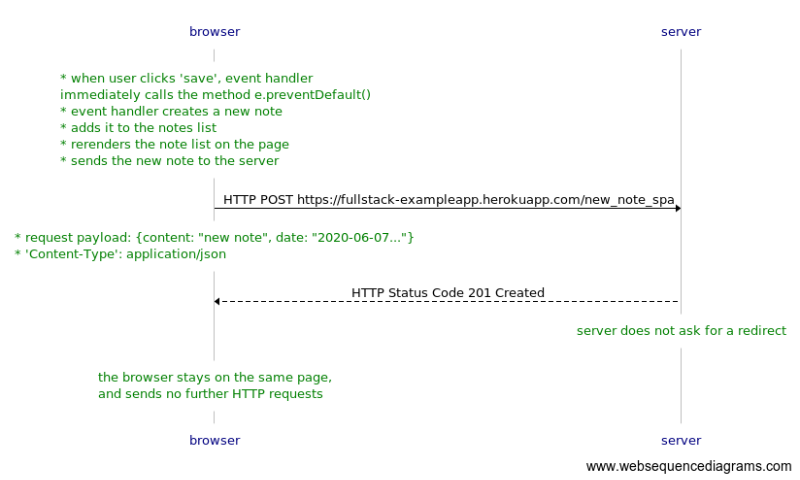 browser
server
* when user clicks 'save', event handler
immediately calls the method e.preventDefault()
* event handler creates a new note
* adds it to the notes list
* rerenders the note list on the page
* sends the new note to the server
HTTP POST https://fullstack-exampleapp.herokuapp.com/new_note_spa
* request payload: {content: "new note", date: "2020-06-07..."}
* 'Content-Type': application/json
HTTP Status Code 201 Created
server does not ask for a redirect
the browser stays on the same page,
and sends no further HTTP requests
browser
server
www.websequencediagrams.com